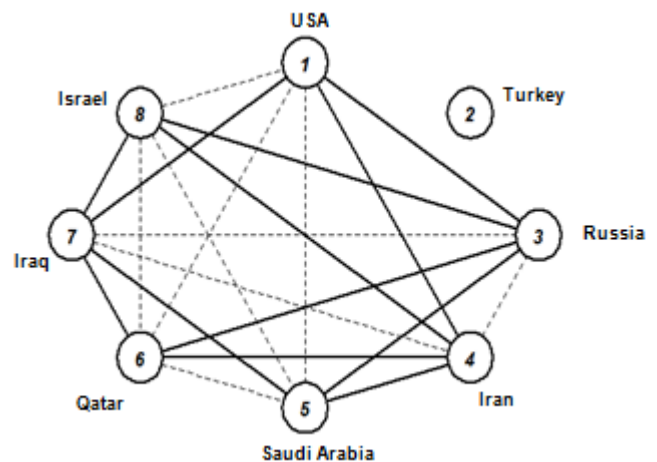 USA
1
Israel
8
Turkey
2
7
Iraq
3
Russia
6
Qatar
4
Iran
5
Saudi Arabia